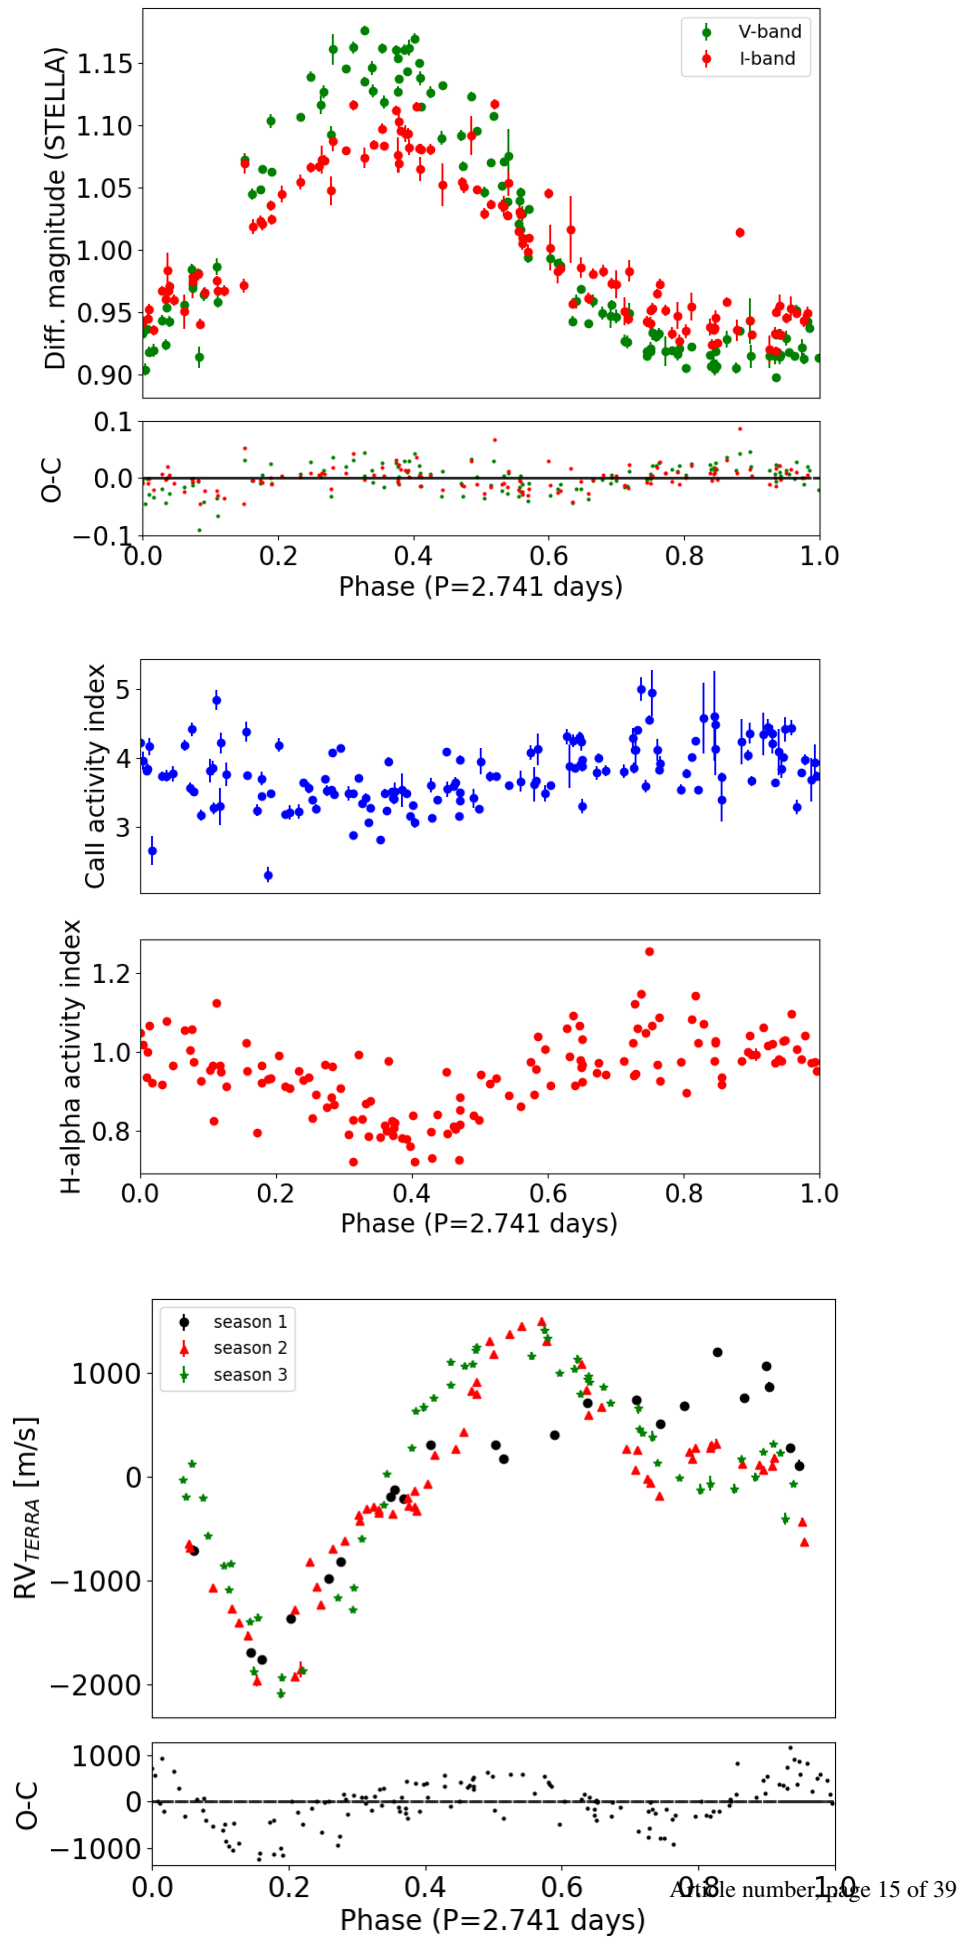 Diff. magnitude (STELLA)
1.15
1.10
1.05
1.00
0.95
0.90
V-band
I-band
O-C
0.1
0.0
−0.1
0.0 0.2 0.4 0.6 0.8 1.0
Phase (P=2.741 days)
CaII activity index
5
4
3
H-alpha activity index
1.2
1.0
0.8
0.0 0.2 0.4 0.6 0.8 1.0
Phase (P=2.741 days)
RV_TERRA [m/s]
season 1
season 2
season 3
1000
0
−1000
−2000
O-C
1000
0
−1000
0.0 0.2 0.4 0.6 0.8 1.0
Article number, page 15 of 39
Phase (P=2.741 days)